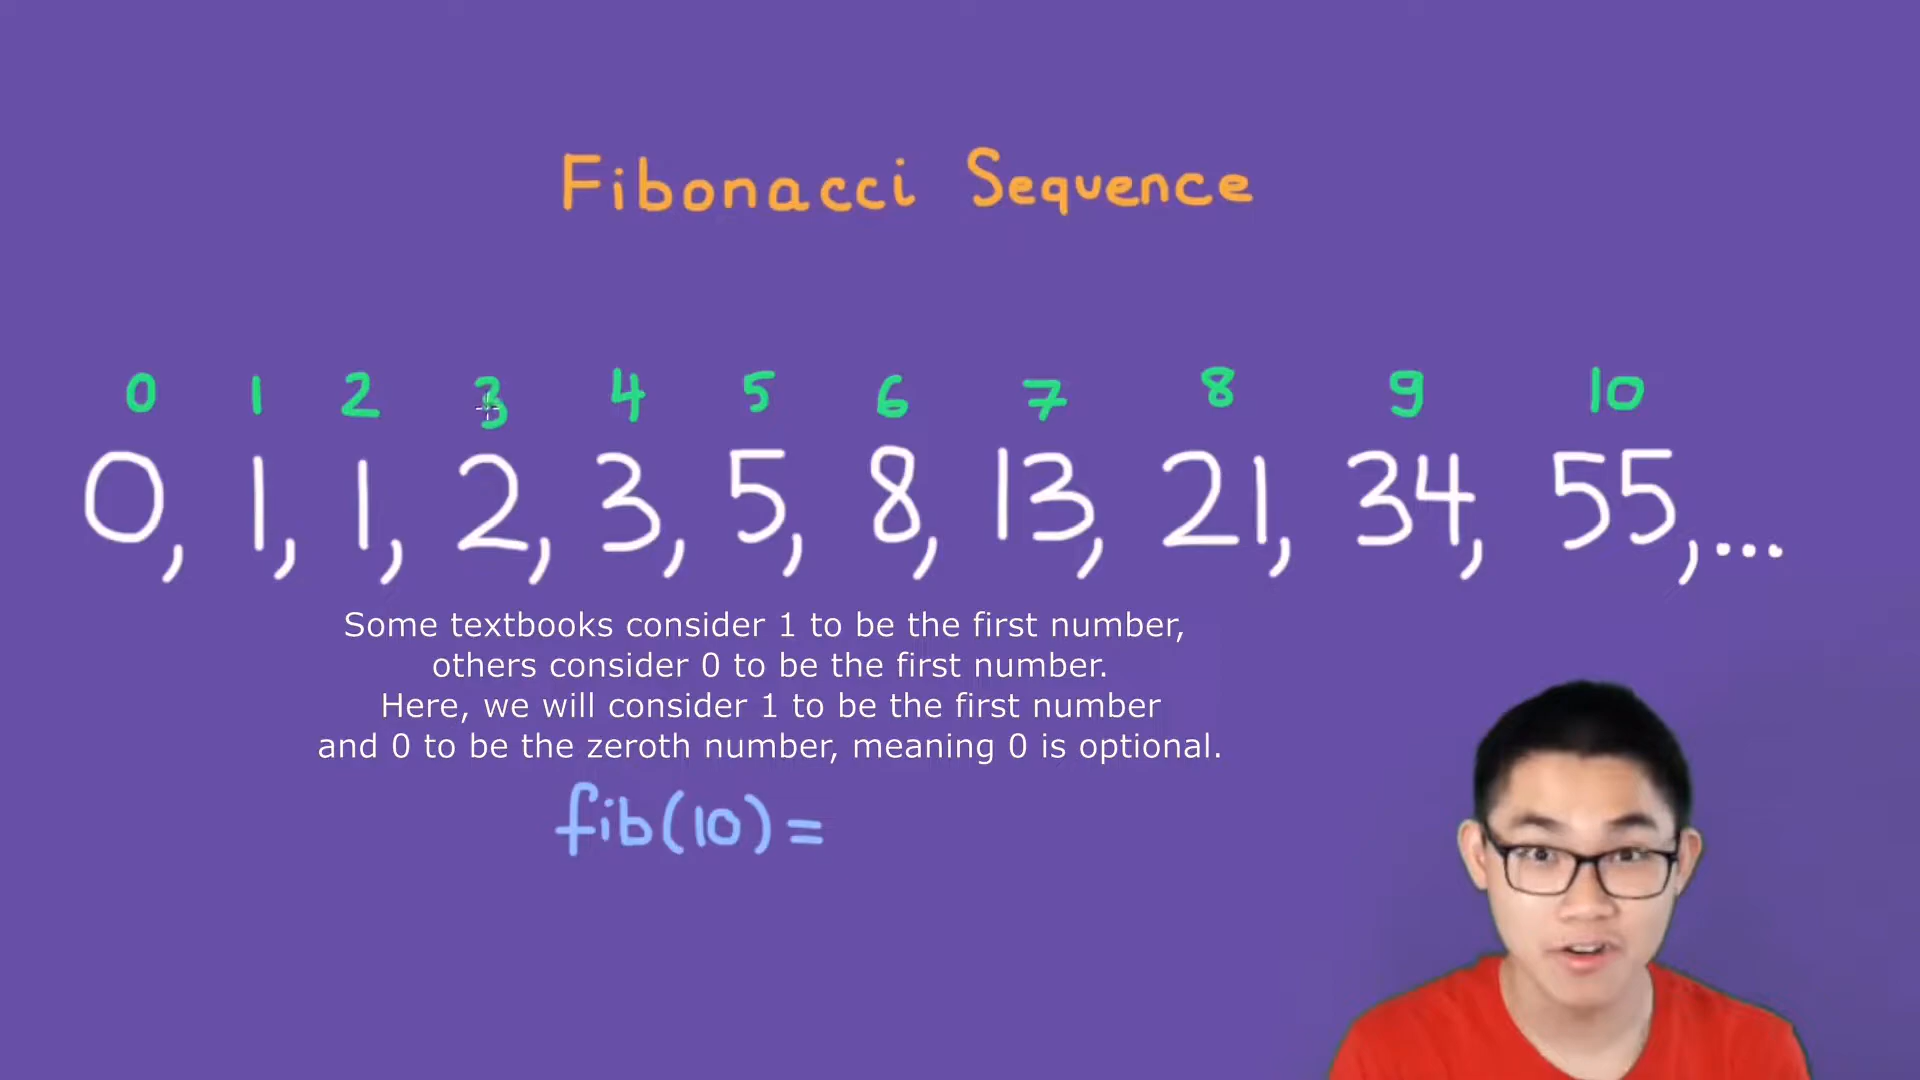 Fibonacci Sequence
0 1 2 3 4 5 6 7 8 9 10
0, 1, 1, 2, 3, 5, 8, 13, 21, 34, 55,...
Some textbooks consider 1 to be the first number,
others consider 0 to be the first number.
Here, we will consider 1 to be the first number
and 0 to be the zeroth number, meaning 0 is optional.
fib(10)=